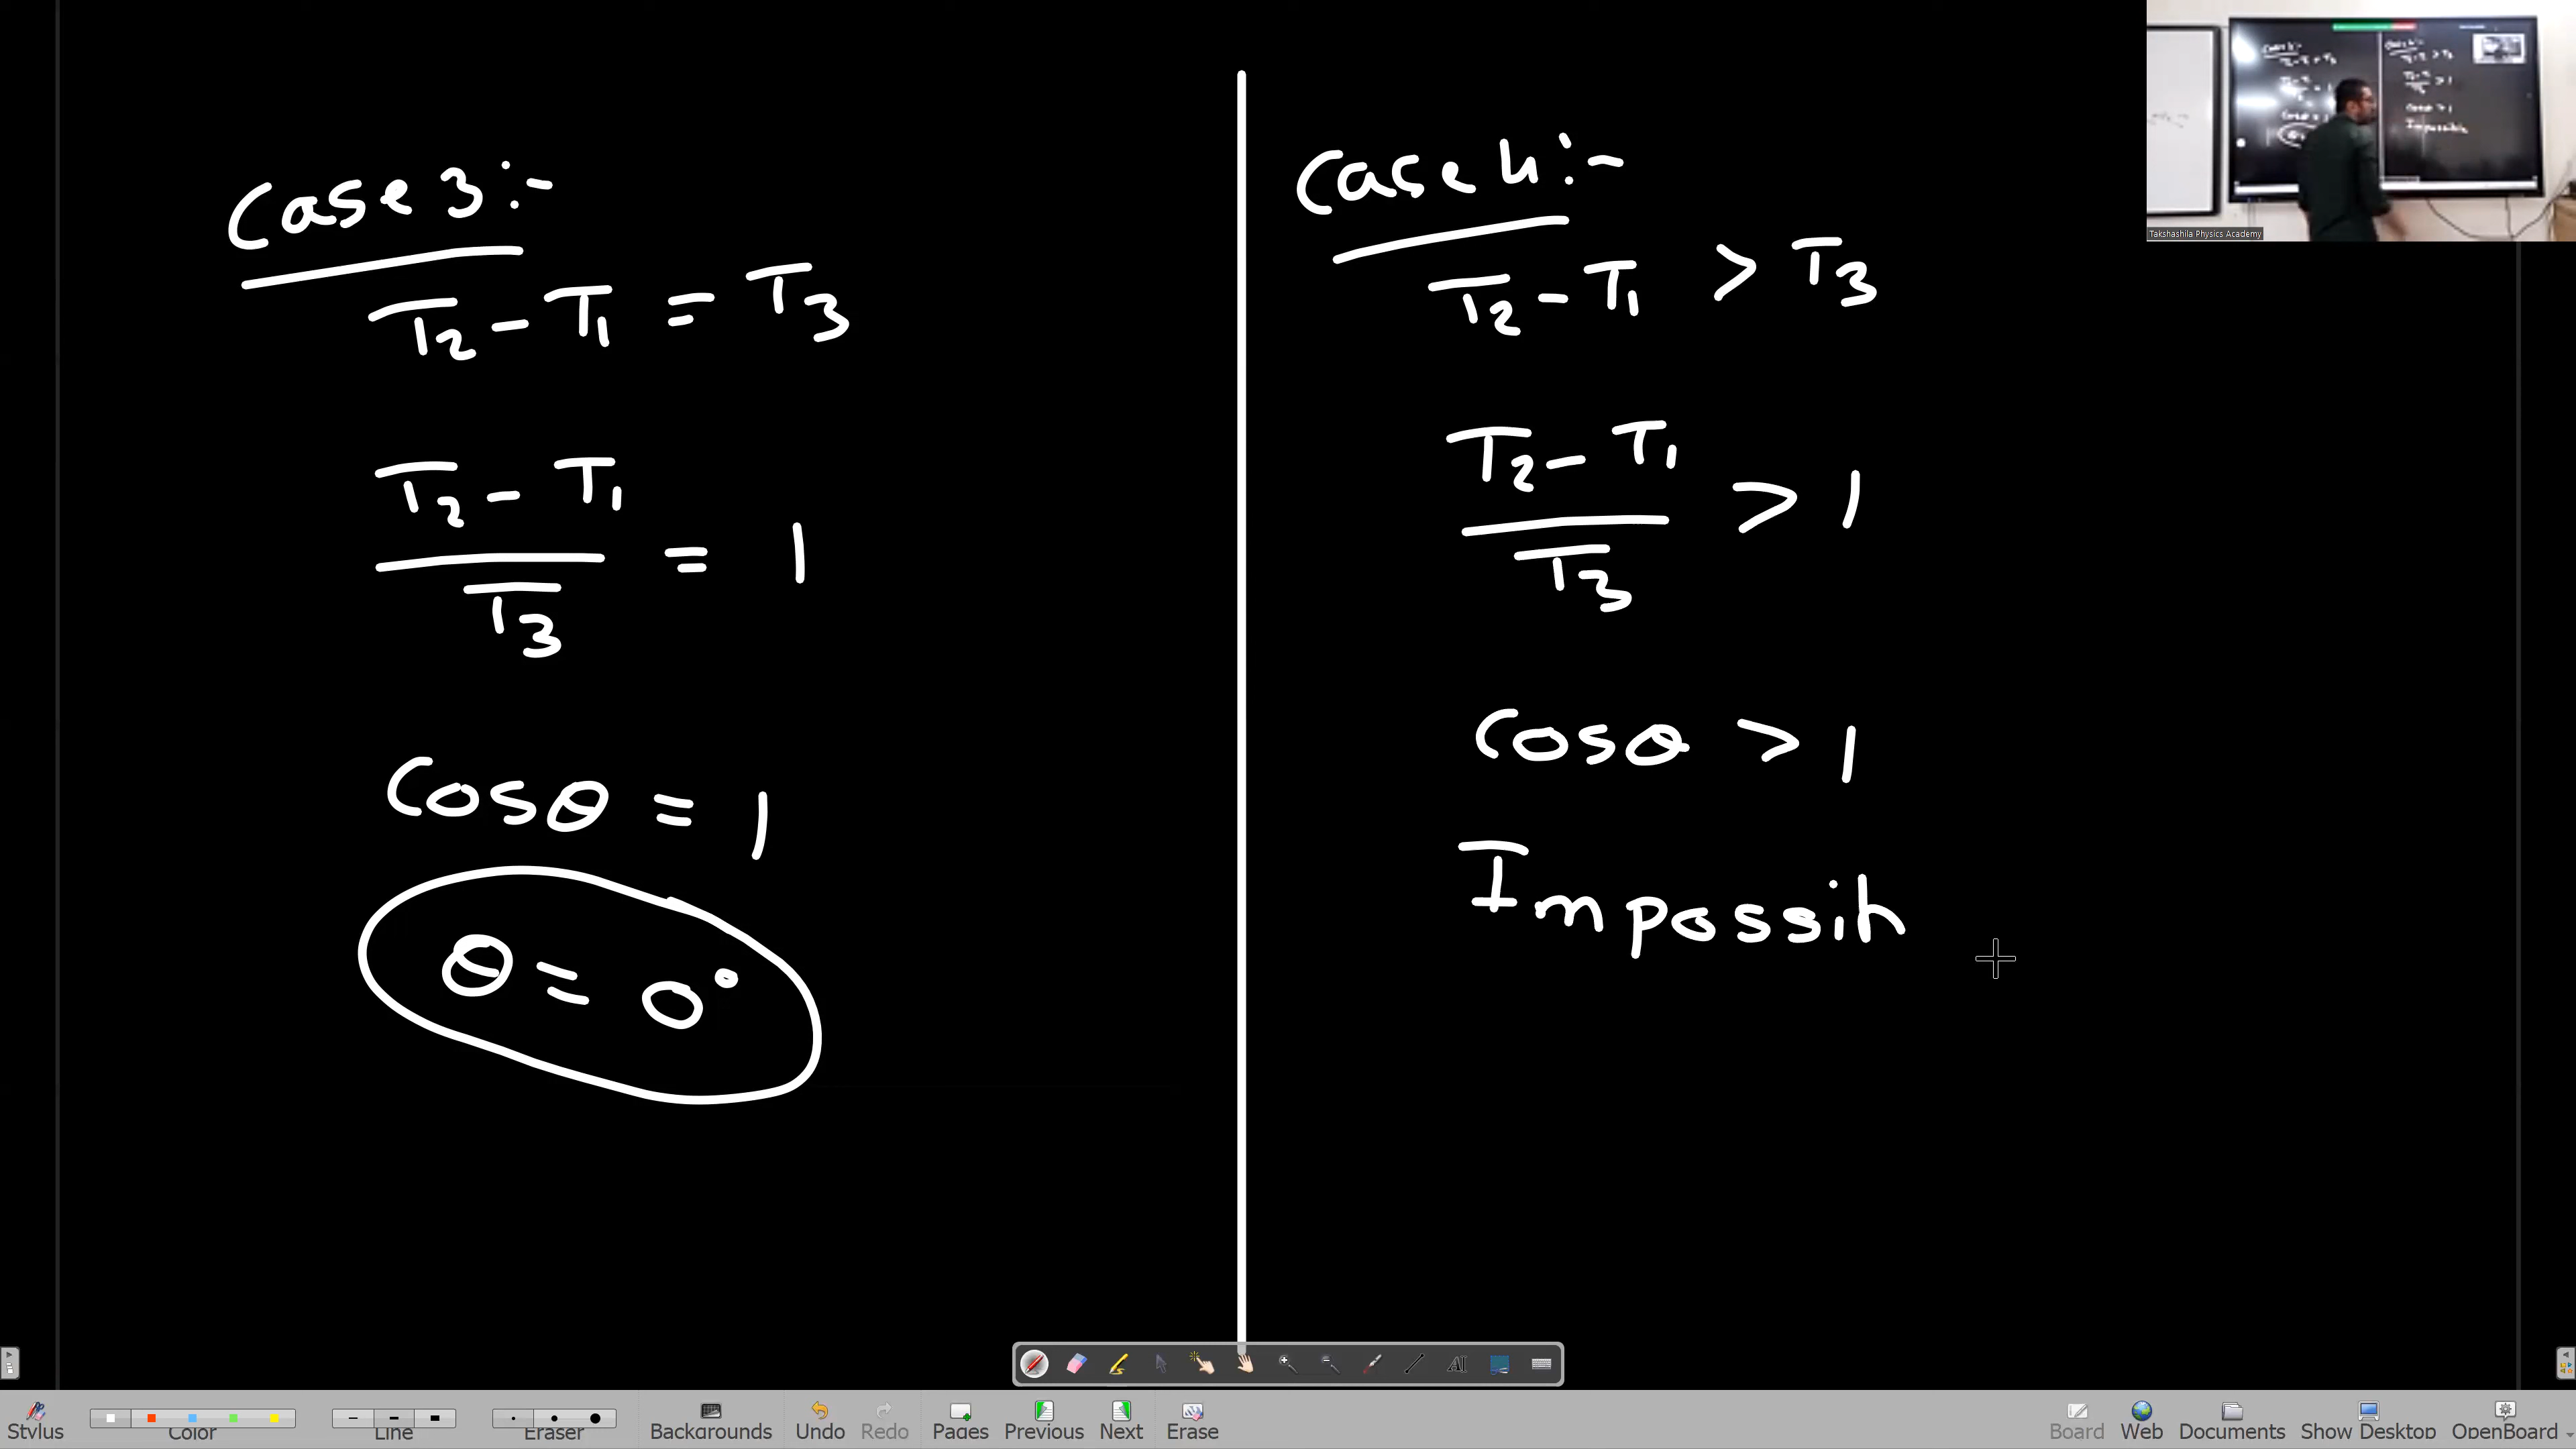 Case 3:-
T₂ - T₁ = T₃
T₂ - T₁
T₃
= 1
Cosθ = 1
θ = 0°
Case 4:-
T₂ - T₁ > T₃
T₂ - T₁
T₃
> 1
Cosθ > 1
Impossib
Takshashila Physics Academy
Stylus
Color
Line
Eraser
Backgrounds
Undo
Redo
Pages
Previous
Next
Erase
Board
Web
Documents
Show Desktop
OpenBoard